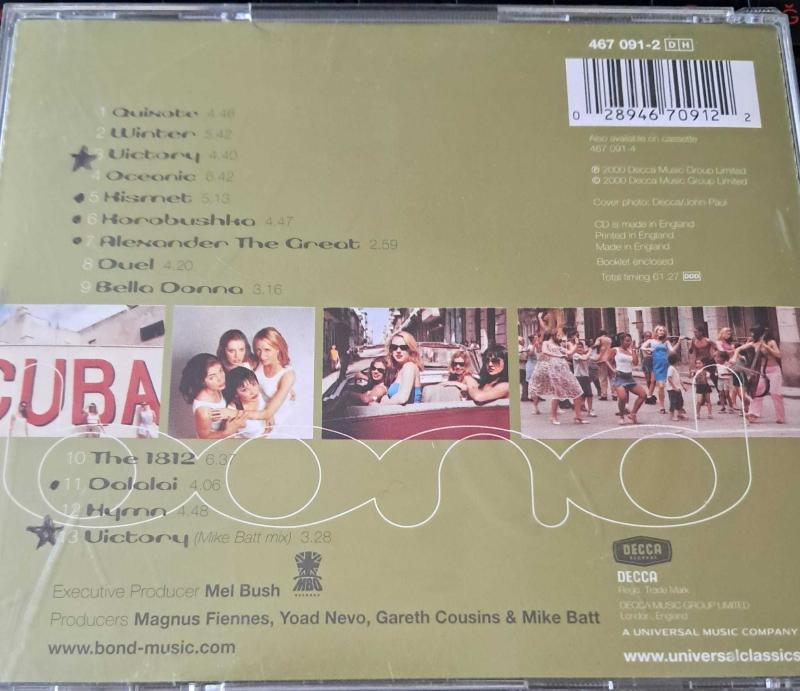 467 091-2 DH
0 28946 70912 2
Also available on cassette
467 091-4
℗ 2000 Decca Music Group Limited
© 2000 Decca Music Group Limited
Cover photo: Decca/John-Paul
CD is made in England
Printed in England
Made in England
Booklet enclosed
Total timing 61.27 DDD
1 Quixote 4.46
2 Winter 5.42
3 Victory 4.40
4 Oceanic 6.42
5 Kismet 5.13
6 Korobushka 4.47
7 Alexander The Great 2.59
8 Duel 4.20
9 Bella Donna 3.16
CUBA
bond
10 The 1812 6.37
11 Dalalai 4.06
12 Hymn 4.48
13 Victory (Mike Batt mix) 3.28
Executive Producer Mel Bush
MBO
RECORDS
Producers Magnus Fiennes, Yoad Nevo, Gareth Cousins & Mike Batt
www.bond-music.com
DECCA
RECORDS
DECCA
Regd. Trade Mark
DECCA MUSIC GROUP LIMITED
London, England
A UNIVERSAL MUSIC COMPANY
www.universalclassics